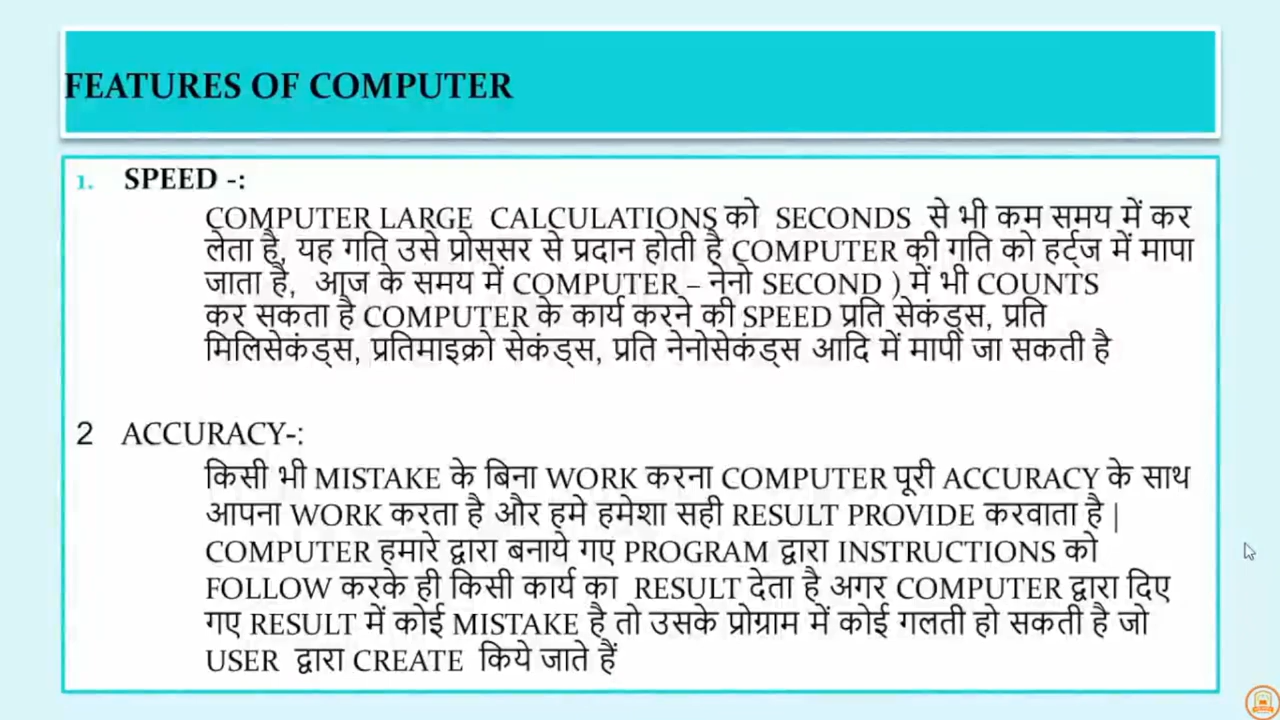 FEATURES OF COMPUTER
1. SPEED -:
COMPUTER LARGE CALCULATIONS को SECONDS से भी कम समय में कर
लेता है, यह गति उसे प्रोस्सर से प्रदान होती है COMPUTER की गति को हर्ट्ज में मापा
जाता है, आज के समय में COMPUTER – नेनो SECOND ) में भी COUNTS
कर सकता है COMPUTER के कार्य करने की SPEED प्रति सेकंड्स, प्रति
मिलिसेकंड्स, प्रतिमाइक्रो सेकंड्स, प्रति नेनोसेकंड्स आदि में मापी जा सकती है
2 ACCURACY-:
किसी भी MISTAKE के बिना WORK करना COMPUTER पूरी ACCURACY के साथ
आपना WORK करता है और हमे हमेशा सही RESULT PROVIDE करवाता है |
COMPUTER हमारे द्वारा बनाये गए PROGRAM द्वारा INSTRUCTIONS को
FOLLOW करके ही किसी कार्य का RESULT देता है अगर COMPUTER द्वारा दिए
गए RESULT में कोई MISTAKE है तो उसके प्रोग्राम में कोई गलती हो सकती है जो
USER द्वारा CREATE किये जाते हैं